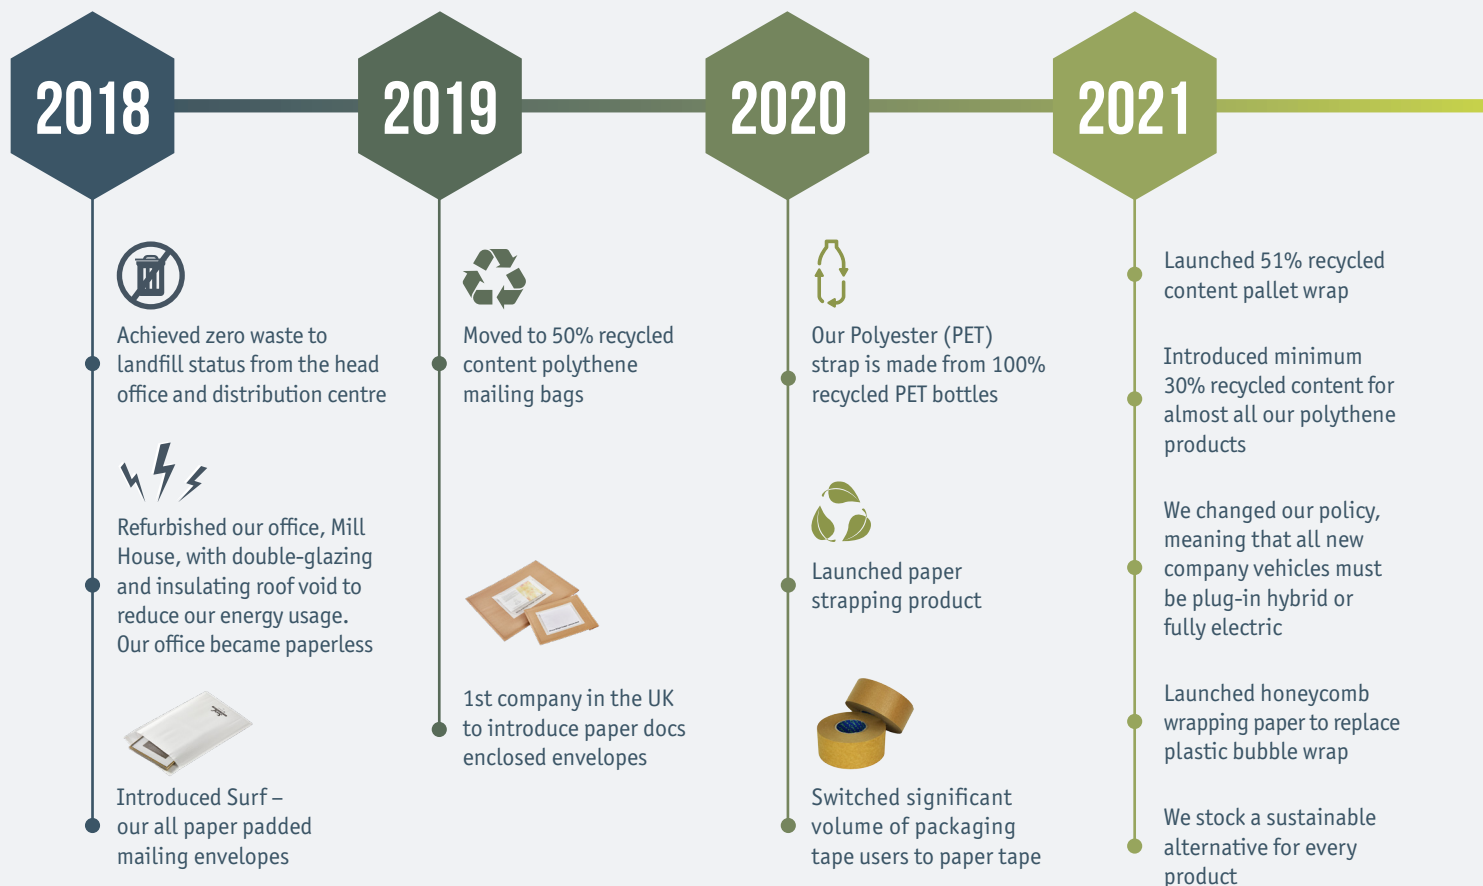 2018
Achieved zero waste to
landfill status from the head
office and distribution centre
Refurbished our office, Mill
House, with double-glazing
and insulating roof void to
reduce our energy usage.
Our office became paperless
Introduced Surf –
our all paper padded
mailing envelopes
2019
Moved to 50% recycled
content polythene
mailing bags
1st company in the UK
to introduce paper docs
enclosed envelopes
2020
Our Polyester (PET)
strap is made from 100%
recycled PET bottles
Launched paper
strapping product
Switched significant
volume of packaging
tape users to paper tape
2021
Launched 51% recycled
content pallet wrap
Introduced minimum
30% recycled content for
almost all our polythene
products
We changed our policy,
meaning that all new
company vehicles must
be plug-in hybrid or
fully electric
Launched honeycomb
wrapping paper to replace
plastic bubble wrap
We stock a sustainable
alternative for every
product